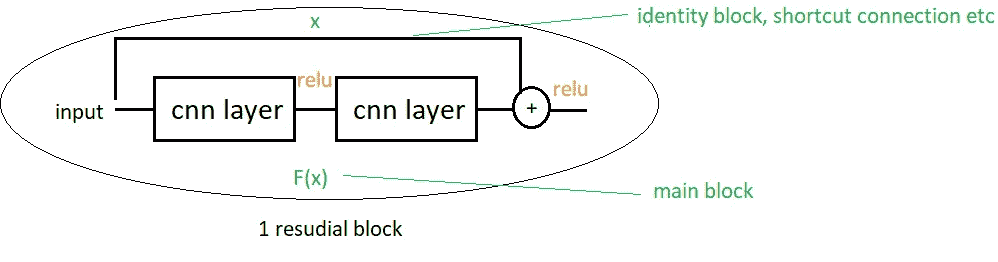 identity block, shortcut connection etc
x
relu
relu
input
cnn layer
cnn layer
+
F(x)
main block
1 resudial block